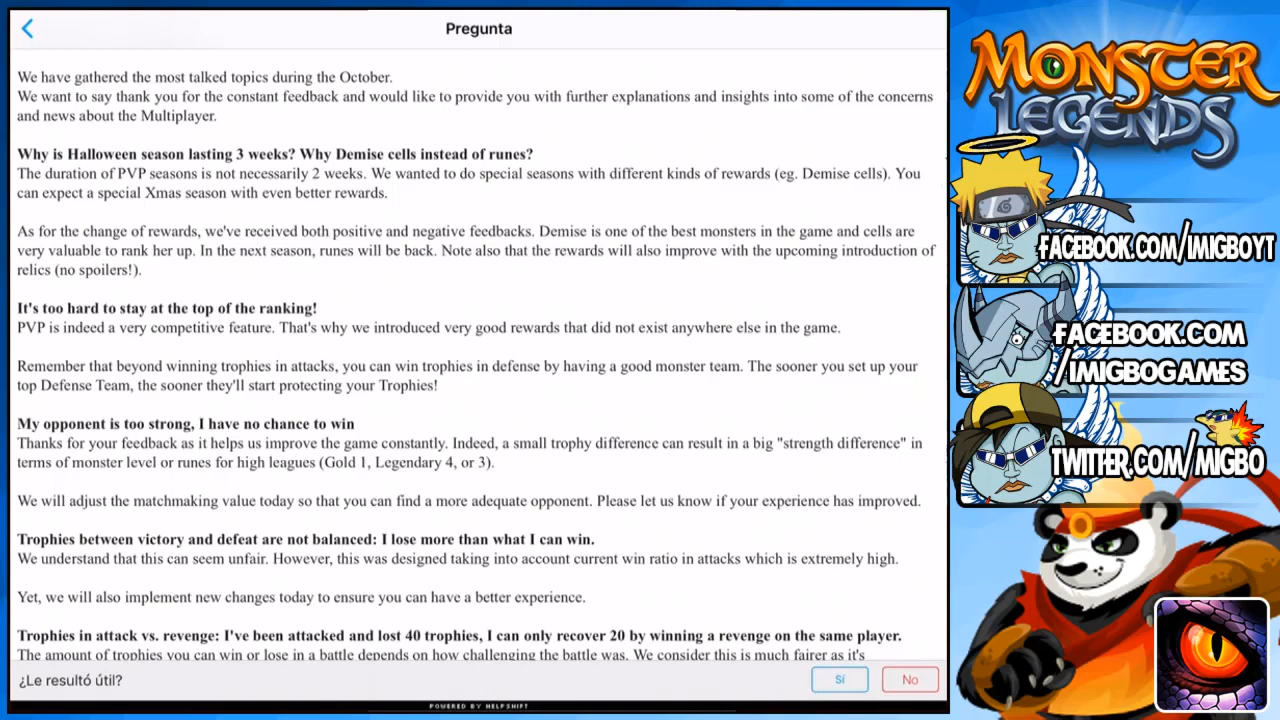 Pregunta
We have gathered the most talked topics during the October.
We want to say thank you for the constant feedback and would like to provide you with further explanations and insights into some of the concerns
and news about the Multiplayer.
Why is Halloween season lasting 3 weeks? Why Demise cells instead of runes?
The duration of PVP seasons is not necessarily 2 weeks. We wanted to do special seasons with different kinds of rewards (eg. Demise cells). You
can expect a special Xmas season with even better rewards.
As for the change of rewards, we've received both positive and negative feedbacks. Demise is one of the best monsters in the game and cells are
very valuable to rank her up. In the next season, runes will be back. Note also that the rewards will also improve with the upcoming introduction of
relics (no spoilers!).
It's too hard to stay at the top of the ranking!
PVP is indeed a very competitive feature. That's why we introduced very good rewards that did not exist anywhere else in the game.
Remember that beyond winning trophies in attacks, you can win trophies in defense by having a good monster team. The sooner you set up your
top Defense Team, the sooner they'll start protecting your Trophies!
My opponent is too strong, I have no chance to win
Thanks for your feedback as it helps us improve the game constantly. Indeed, a small trophy difference can result in a big "strength difference" in
terms of monster level or runes for high leagues (Gold 1, Legendary 4, or 3).
We will adjust the matchmaking value today so that you can find a more adequate opponent. Please let us know if your experience has improved.
Trophies between victory and defeat are not balanced: I lose more than what I can win.
We understand that this can seem unfair. However, this was designed taking into account current win ratio in attacks which is extremely high.
Yet, we will also implement new changes today to ensure you can have a better experience.
Trophies in attack vs. revenge: I've been attacked and lost 40 trophies, I can only recover 20 by winning a revenge on the same player.
The amount of trophies you can win or lose in a battle depends on how challenging the battle was. We consider this is much fairer as it's
¿Le resultó útil?
Sí
No
POWERED BY HELPSHIFT
MONSTER
LEGENDS
FACEBOOK.COM/IMIGBOYT
FACEBOOK.COM
/IMIGBOGAMES
TWITTER.COM/MIGBO